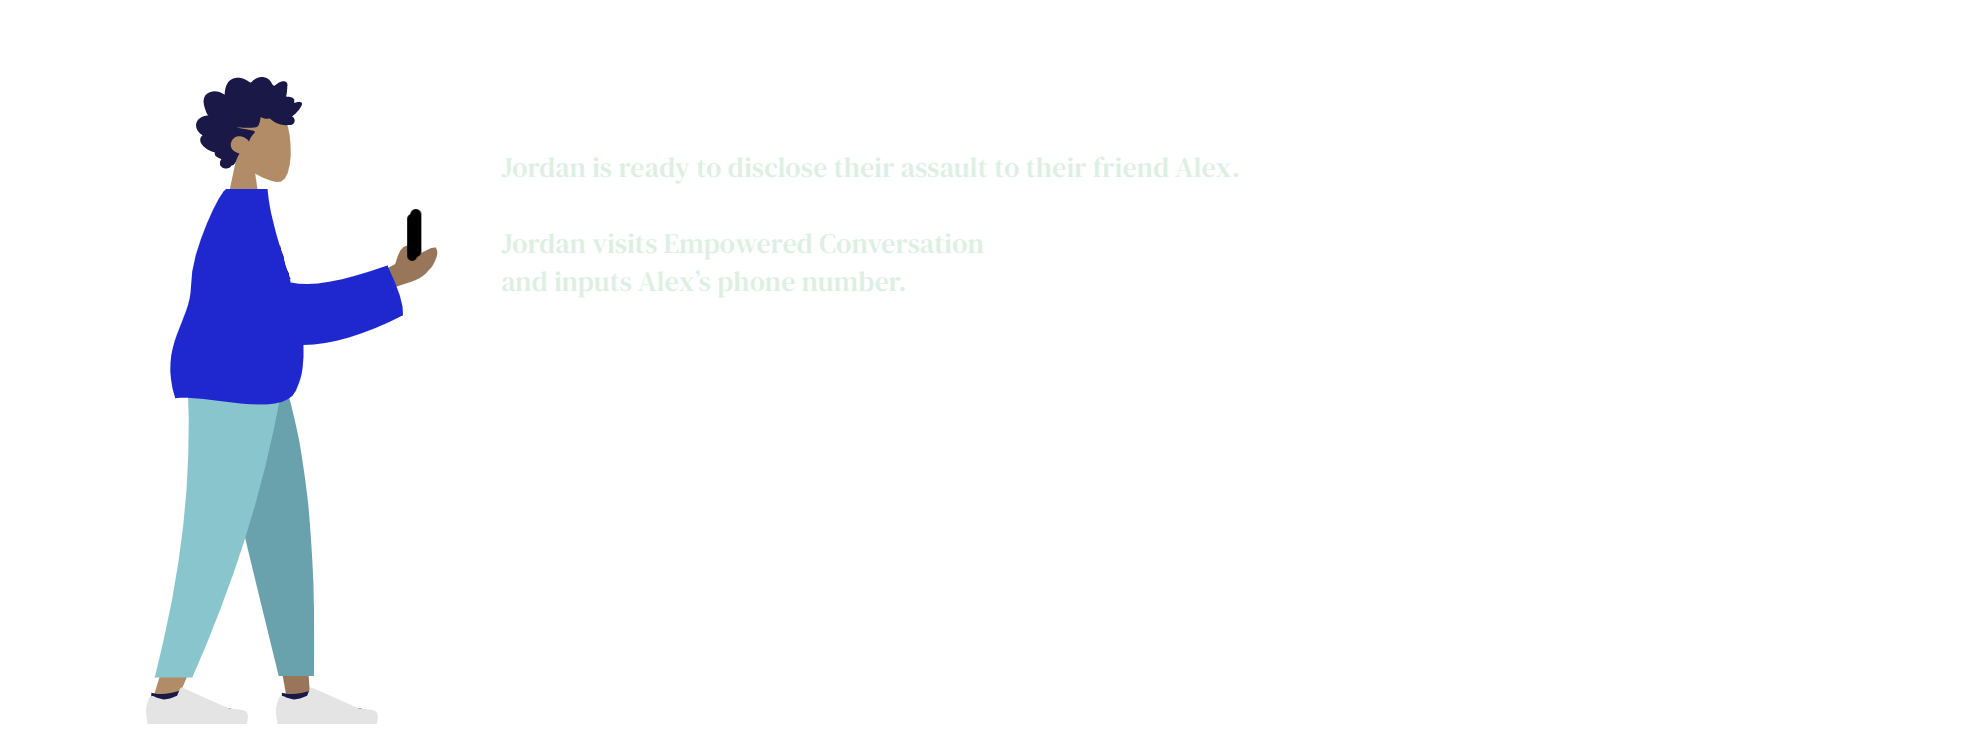 Jordan is ready to disclose their assault to their friend Alex.
Jordan visits Empowered Conversation
and inputs Alex’s phone number.